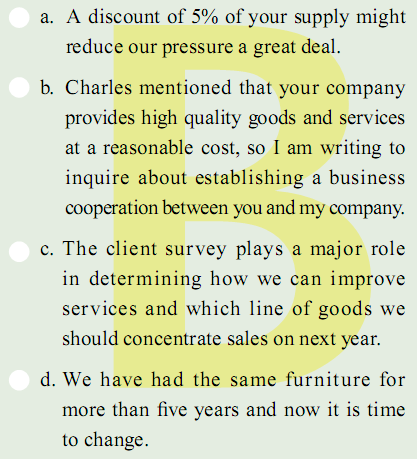 a. A discount of 5% of your supply might
reduce our pressure a great deal.
b. Charles mentioned that your company
provides high quality goods and services
at a reasonable cost, so I am writing to
inquire about establishing a business
cooperation between you and my company.
c. The client survey plays a major role
in determining how we can improve
services and which line of goods we
should concentrate sales on next year.
d. We have had the same furniture for
more than five years and now it is time
to change.
B